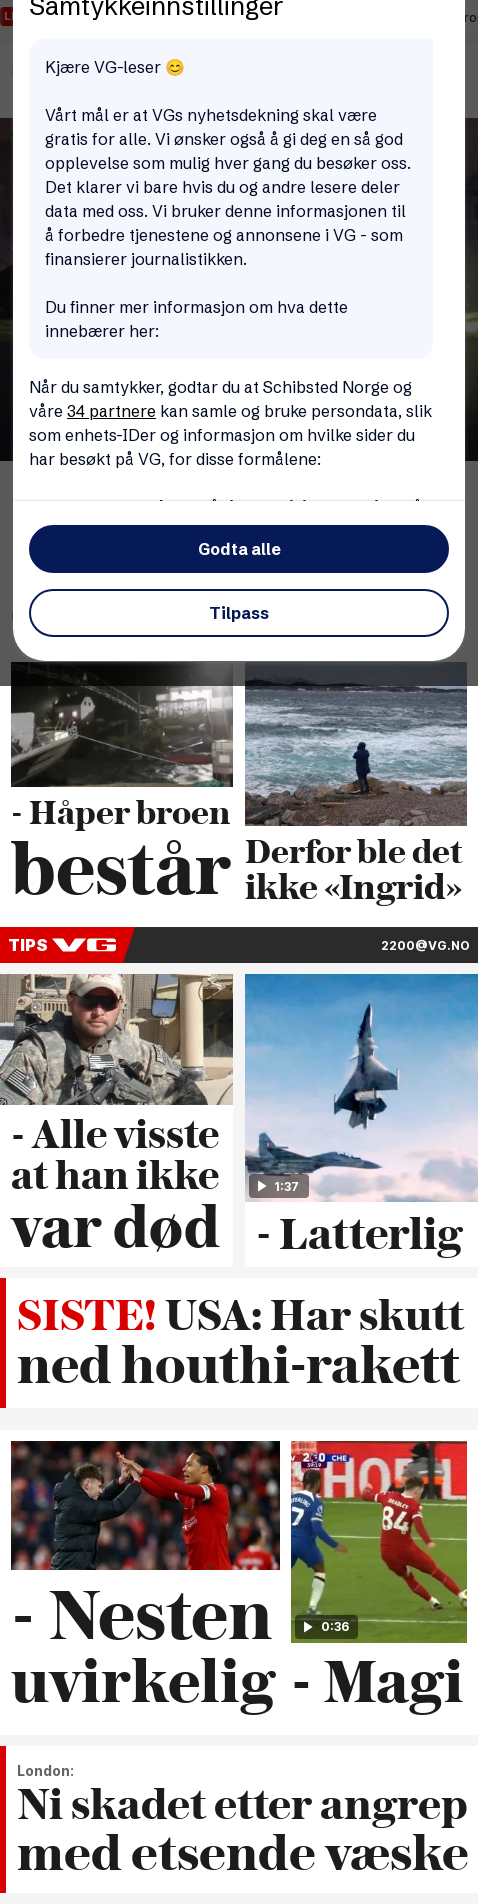 Samtykkeinnstillinger
Kjære VG-leser 😊
Vårt mål er at VGs nyhetsdekning skal være
gratis for alle. Vi ønsker også å gi deg en så god
opplevelse som mulig hver gang du besøker oss.
Det klarer vi bare hvis du og andre lesere deler
data med oss. Vi bruker denne informasjonen til
å forbedre tjenestene og annonsene i VG - som
finansierer journalistikken.
Du finner mer informasjon om hva dette
innebærer her:
Når du samtykker, godtar du at Schibsted Norge og
våre 34 partnere kan samle og bruke persondata, slik
som enhets-IDer og informasjon om hvilke sider du
har besøkt på VG, for disse formålene:
Godta alle
Tilpass
- Håper broen
består
Derfor ble det
ikke «Ingrid»
TIPS VG
2200@VG.NO
- Alle visste
at han ikke
var død
1:37
- Latterlig
SISTE! USA: Har skutt
ned houthi-rakett
CHE
39:19
HO
BRADLEY
84
7
0:36
- Nesten
uvirkelig
- Magi
London:
Ni skadet etter angrep
med etsende væske